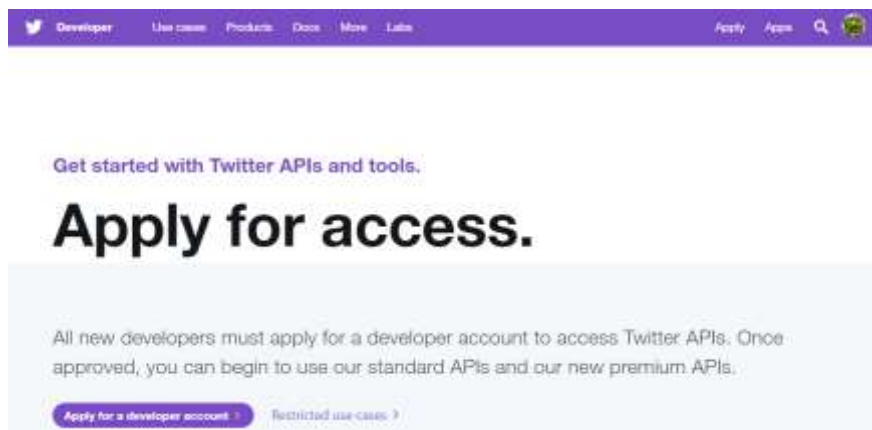 Developer Use cases Products Docs More Labs Apply Apps
Get started with Twitter APIs and tools.
Apply for access.
All new developers must apply for a developer account to access Twitter APIs. Once
approved, you can begin to use our standard APIs and our new premium APIs.
Apply for a developer account Restricted use cases